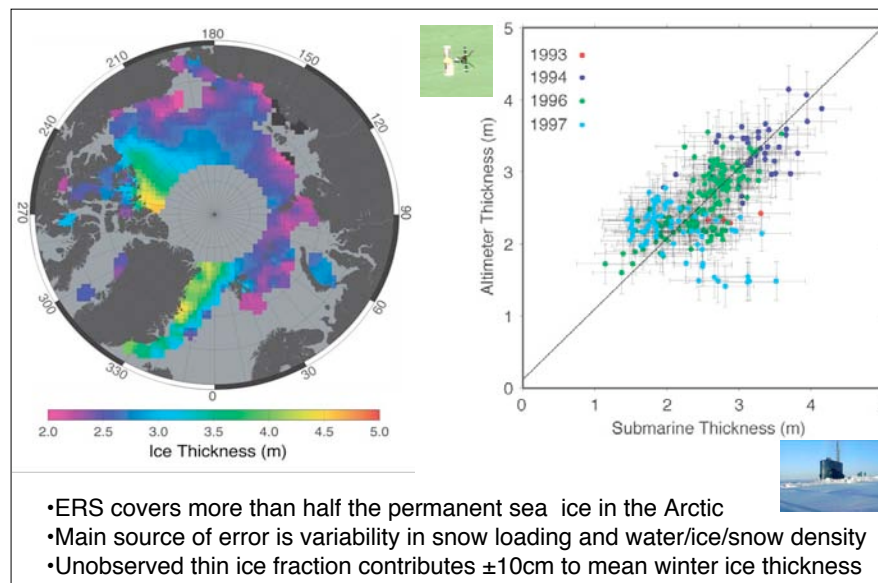 180
210
150
240
120
270
90
300
60
330
30
0
2.0 2.5 3.0 3.5 4.0 4.5 5.0
Ice Thickness (m)
Altimeter Thickness (m)
5
4
3
2
1
0
1993
1994
1996
1997
0 1 2 3 4
Submarine Thickness (m)
•ERS covers more than half the permanent sea ice in the Arctic
•Main source of error is variability in snow loading and water/ice/snow density
•Unobserved thin ice fraction contributes ±10cm to mean winter ice thickness